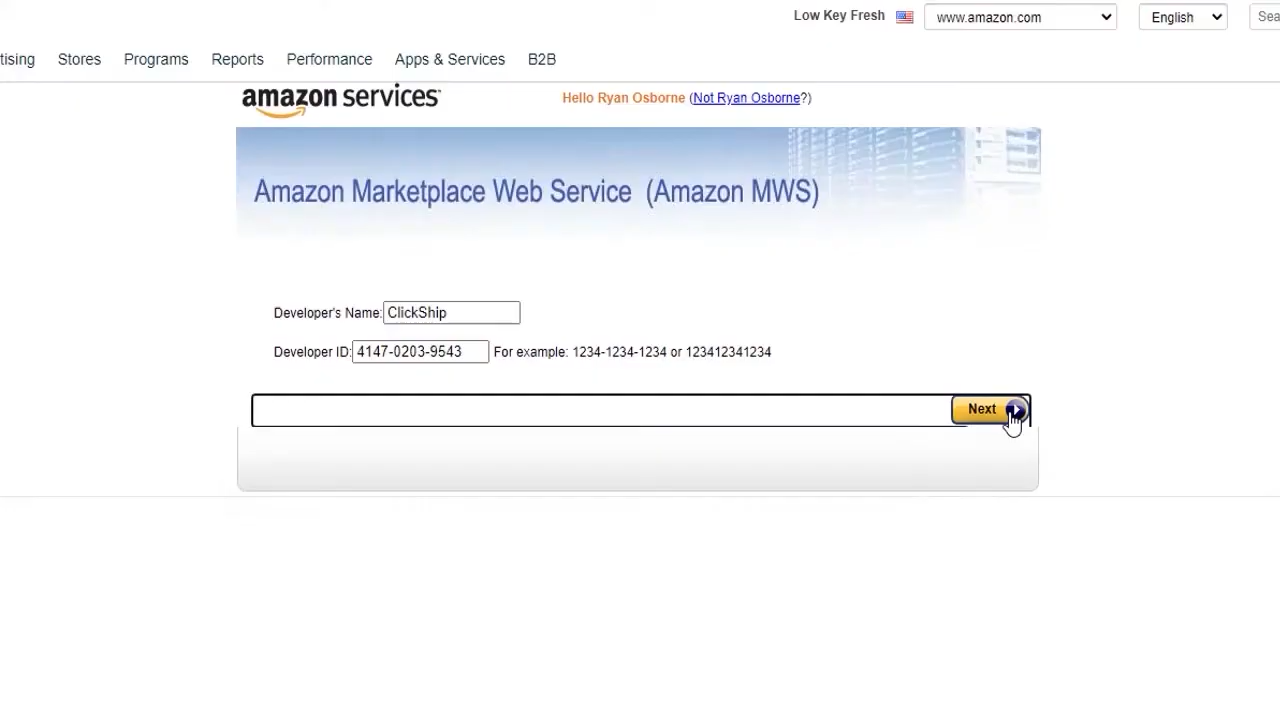 Low Key Fresh www.amazon.com English Sea
tising Stores Programs Reports Performance Apps & Services B2B
amazon services Hello Ryan Osborne (Not Ryan Osborne?)
Amazon Marketplace Web Service (Amazon MWS)
Developer's Name: ClickShip
Developer ID: 4147-0203-9543 For example: 1234-1234-1234 or 123412341234
Next